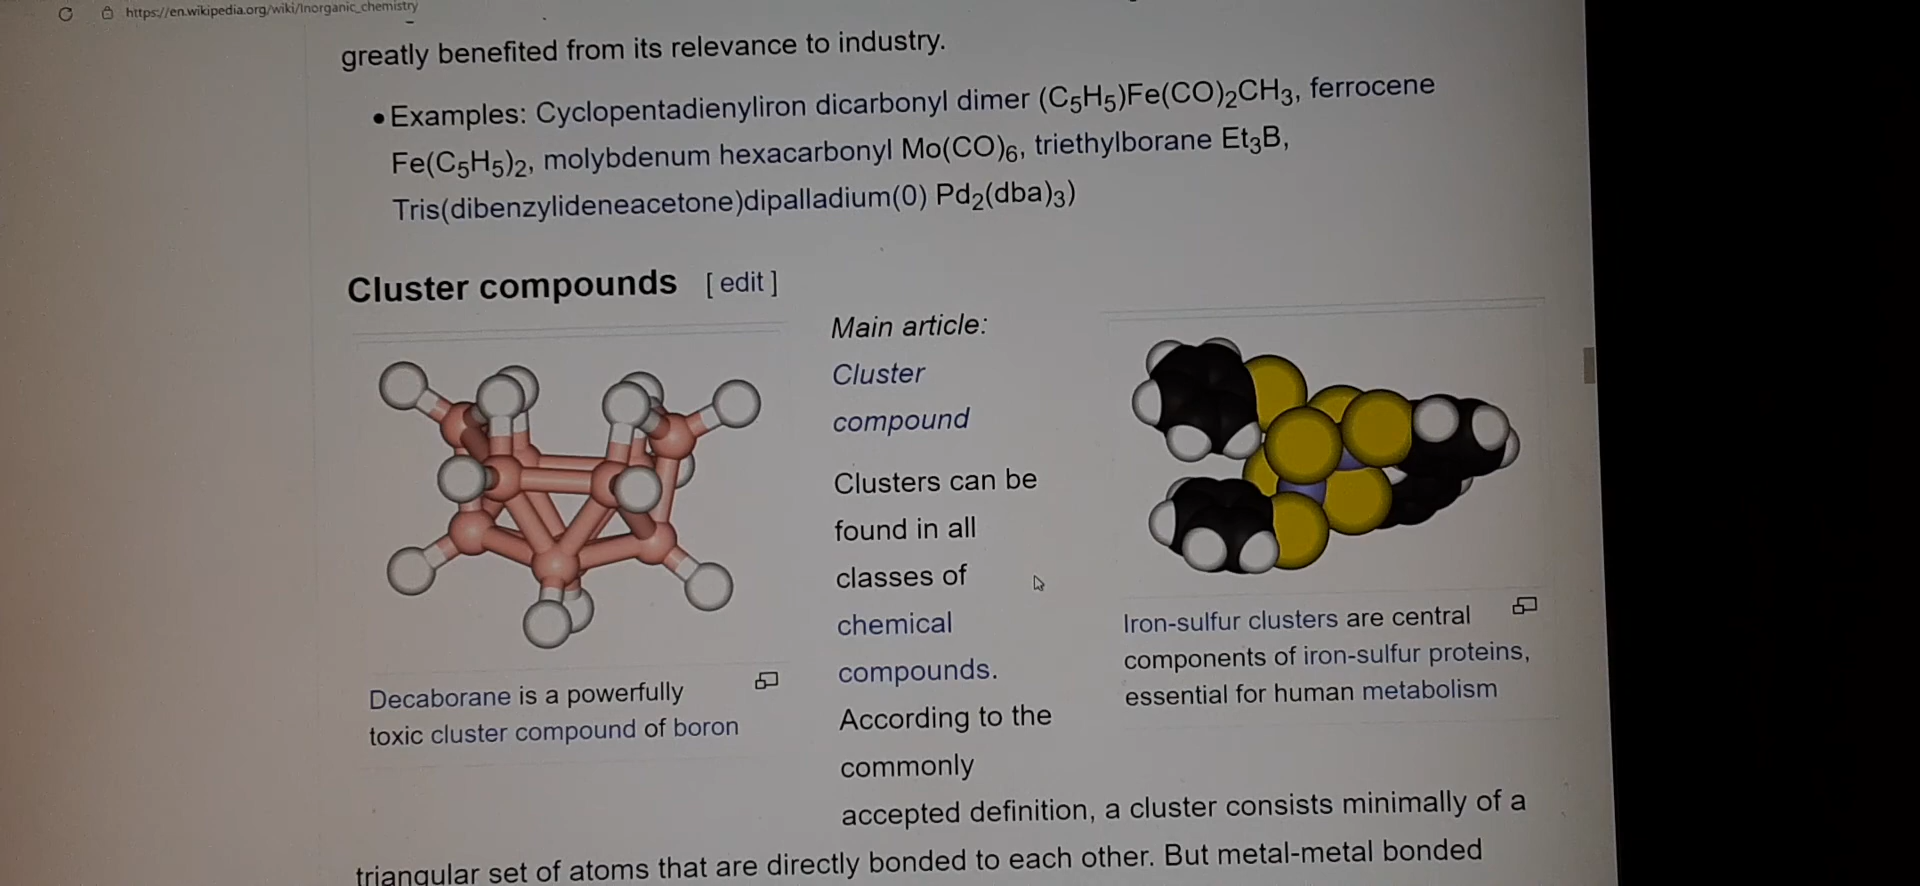 https://en.wikipedia.org/wiki/Inorganic_chemistry
greatly benefited from its relevance to industry.
• Examples: Cyclopentadienyliron dicarbonyl dimer (C5H5)Fe(CO)2CH3, ferrocene
Fe(C5H5)2, molybdenum hexacarbonyl Mo(CO)6, triethylborane Et3B,
Tris(dibenzylideneacetone)dipalladium(0) Pd2(dba)3)
Cluster compounds [ edit ]
Decaborane is a powerfully
toxic cluster compound of boron
Main article:
Cluster
compound
Clusters can be
found in all
classes of
chemical
compounds.
According to the
commonly
Iron-sulfur clusters are central
components of iron-sulfur proteins,
essential for human metabolism
accepted definition, a cluster consists minimally of a
triangular set of atoms that are directly bonded to each other. But metal-metal bonded